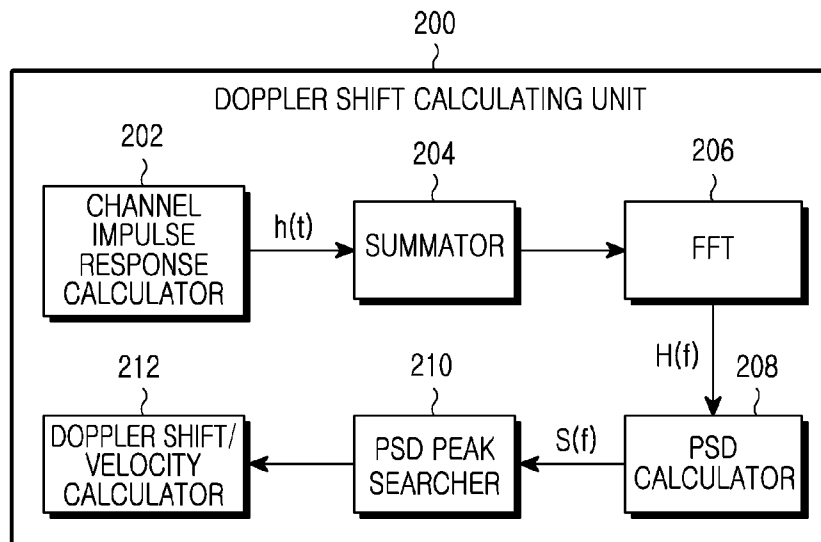 200
DOPPLER SHIFT CALCULATING UNIT
202
CHANNEL
IMPULSE
RESPONSE
CALCULATOR
h(t)
204
SUMMATOR
206
FFT
H(f)
208
PSD
CALCULATOR
S(f)
210
PSD PEAK
SEARCHER
212
DOPPLER SHIFT/
VELOCITY
CALCULATOR